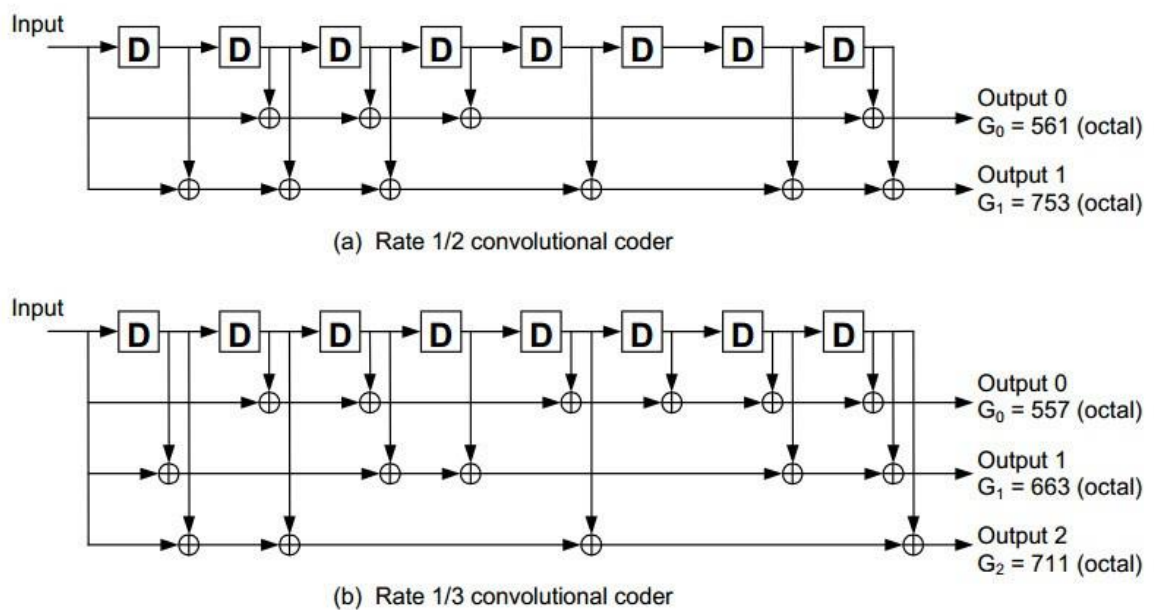 Input
D D D D D D D D
Output 0
G₀ = 561 (octal)
Output 1
G₁ = 753 (octal)
(a) Rate 1/2 convolutional coder
Input
D D D D D D D D
Output 0
G₀ = 557 (octal)
Output 1
G₁ = 663 (octal)
Output 2
G₂ = 711 (octal)
(b) Rate 1/3 convolutional coder